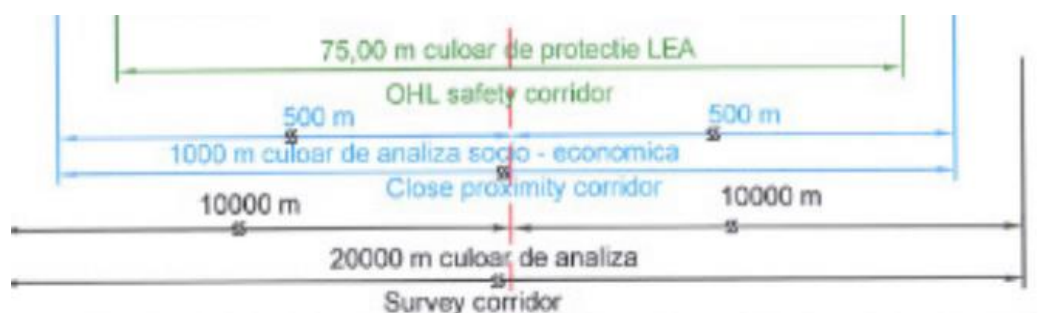 75,00 m culoar de protectie LEA
OHL safety corridor
500 m 500 m
1000 m culoar de analiza socio - economica
Close proximity corridor
10000 m 10000 m
20000 m culoar de analiza
Survey corridor